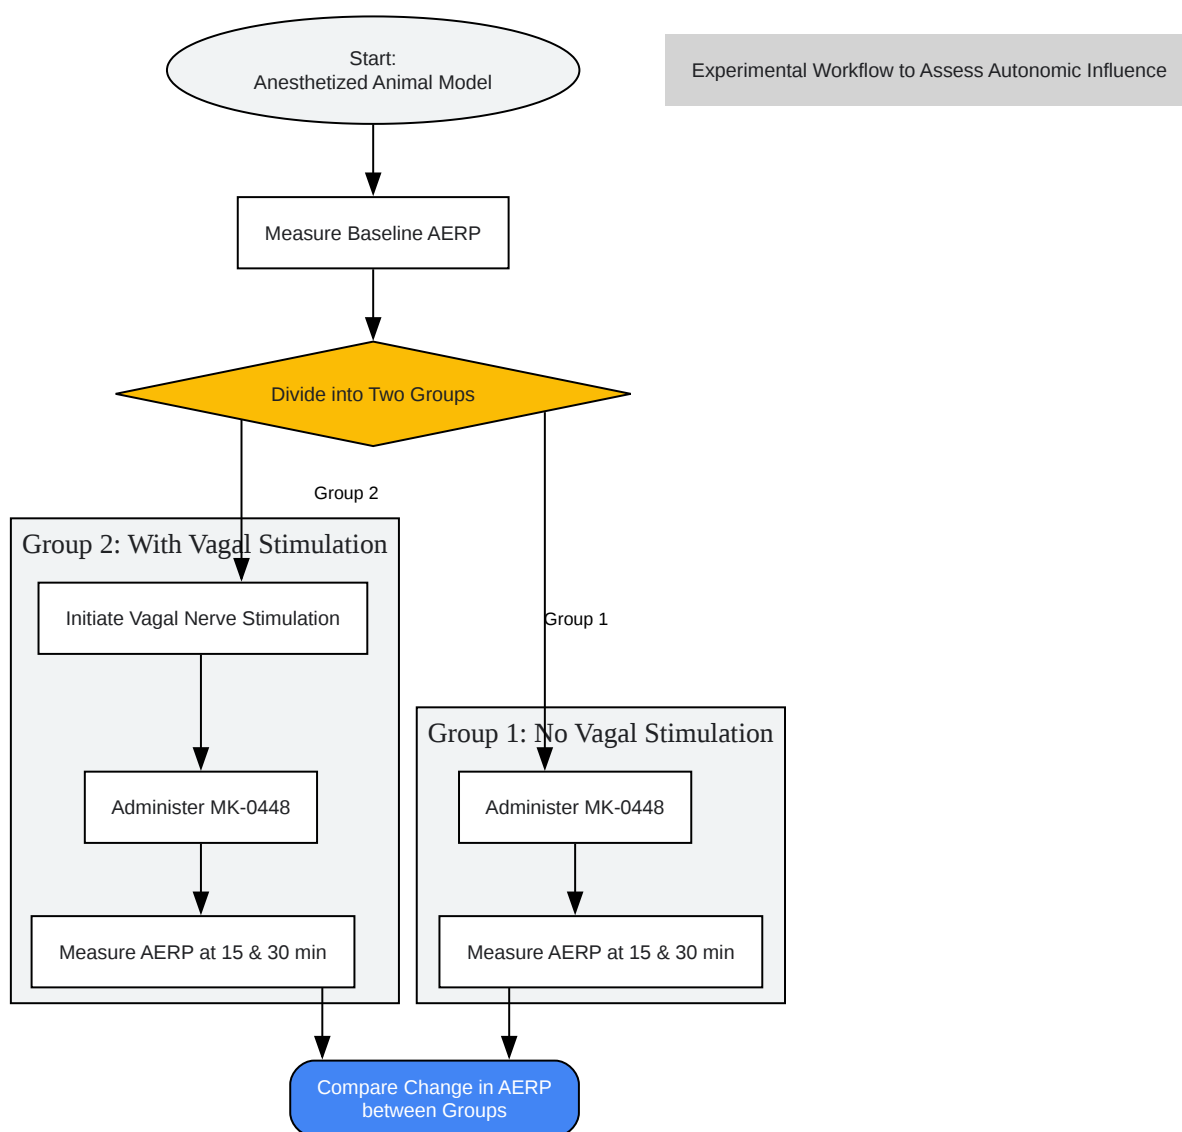 Start:
Anesthetized Animal Model
Experimental Workflow to Assess Autonomic Influence
Measure Baseline AERP
Divide into Two Groups
Group 2
Group 2: With Vagal Stimulation
Initiate Vagal Nerve Stimulation
Administer MK-0448
Measure AERP at 15 & 30 min
Group 1
Group 1: No Vagal Stimulation
Administer MK-0448
Measure AERP at 15 & 30 min
Compare Change in AERP
between Groups